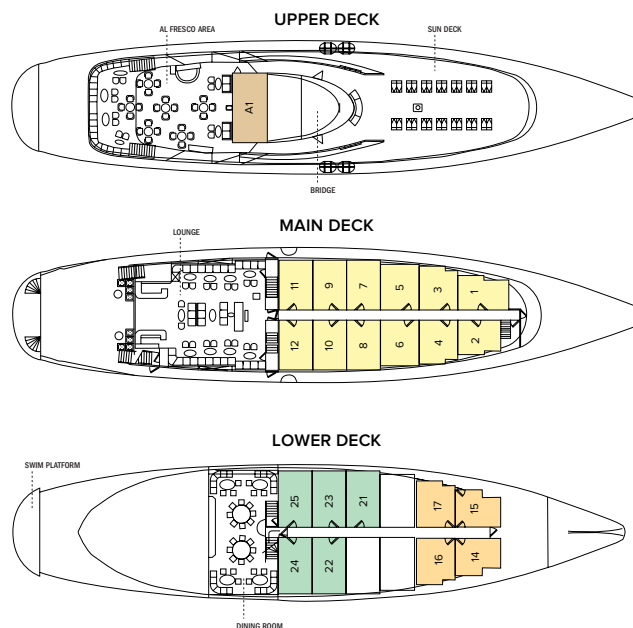 UPPER DECK
AL FRESCO AREA
SUN DECK
A1
BRIDGE
MAIN DECK
LOUNGE
11 9 7 5 3 1
12 10 8 6 4 2
LOWER DECK
SWIM PLATFORM
25 23 21 17 15
24 22 16 14
DINING ROOM